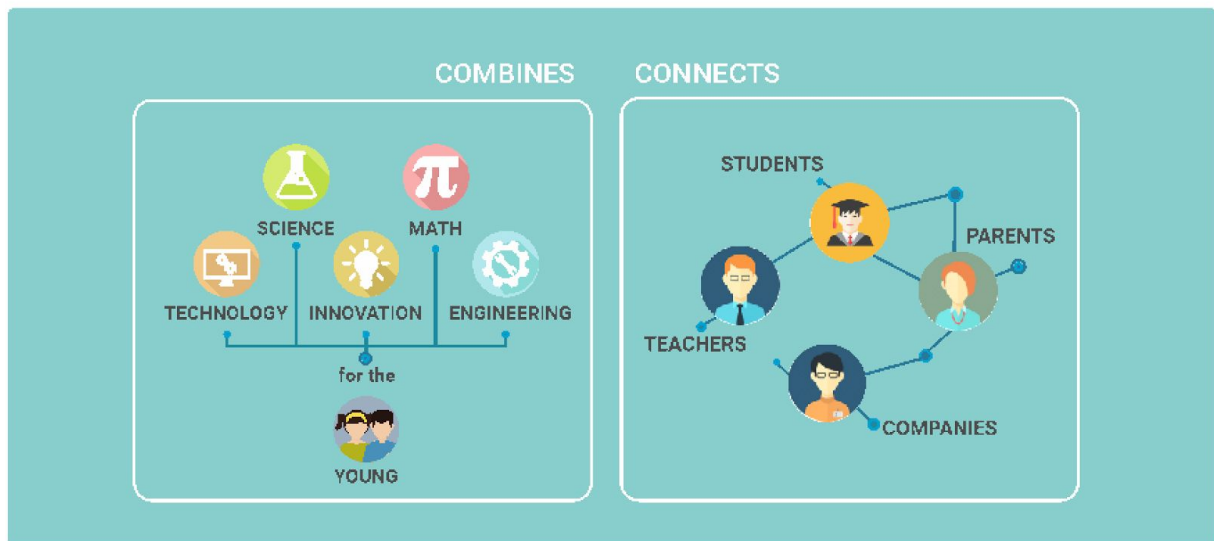 COMBINES
SCIENCE
MATH
TECHNOLOGY
INNOVATION
ENGINEERING
for the
YOUNG
CONNECTS
STUDENTS
PARENTS
TEACHERS
COMPANIES